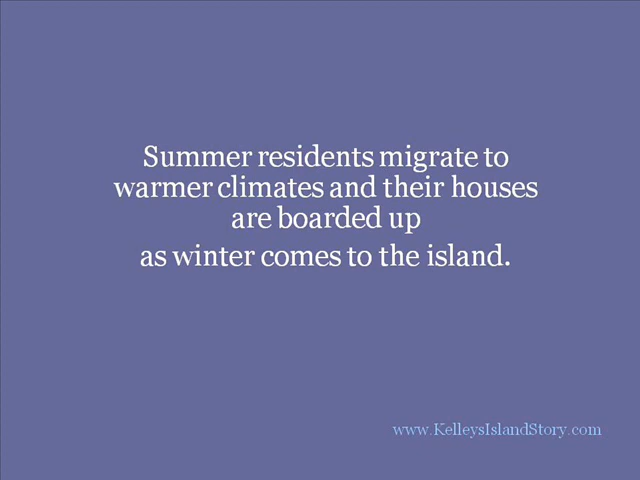 Summer residents migrate to
warmer climates and their houses
are boarded up
as winter comes to the island.
www.KelleysIslandStory.com